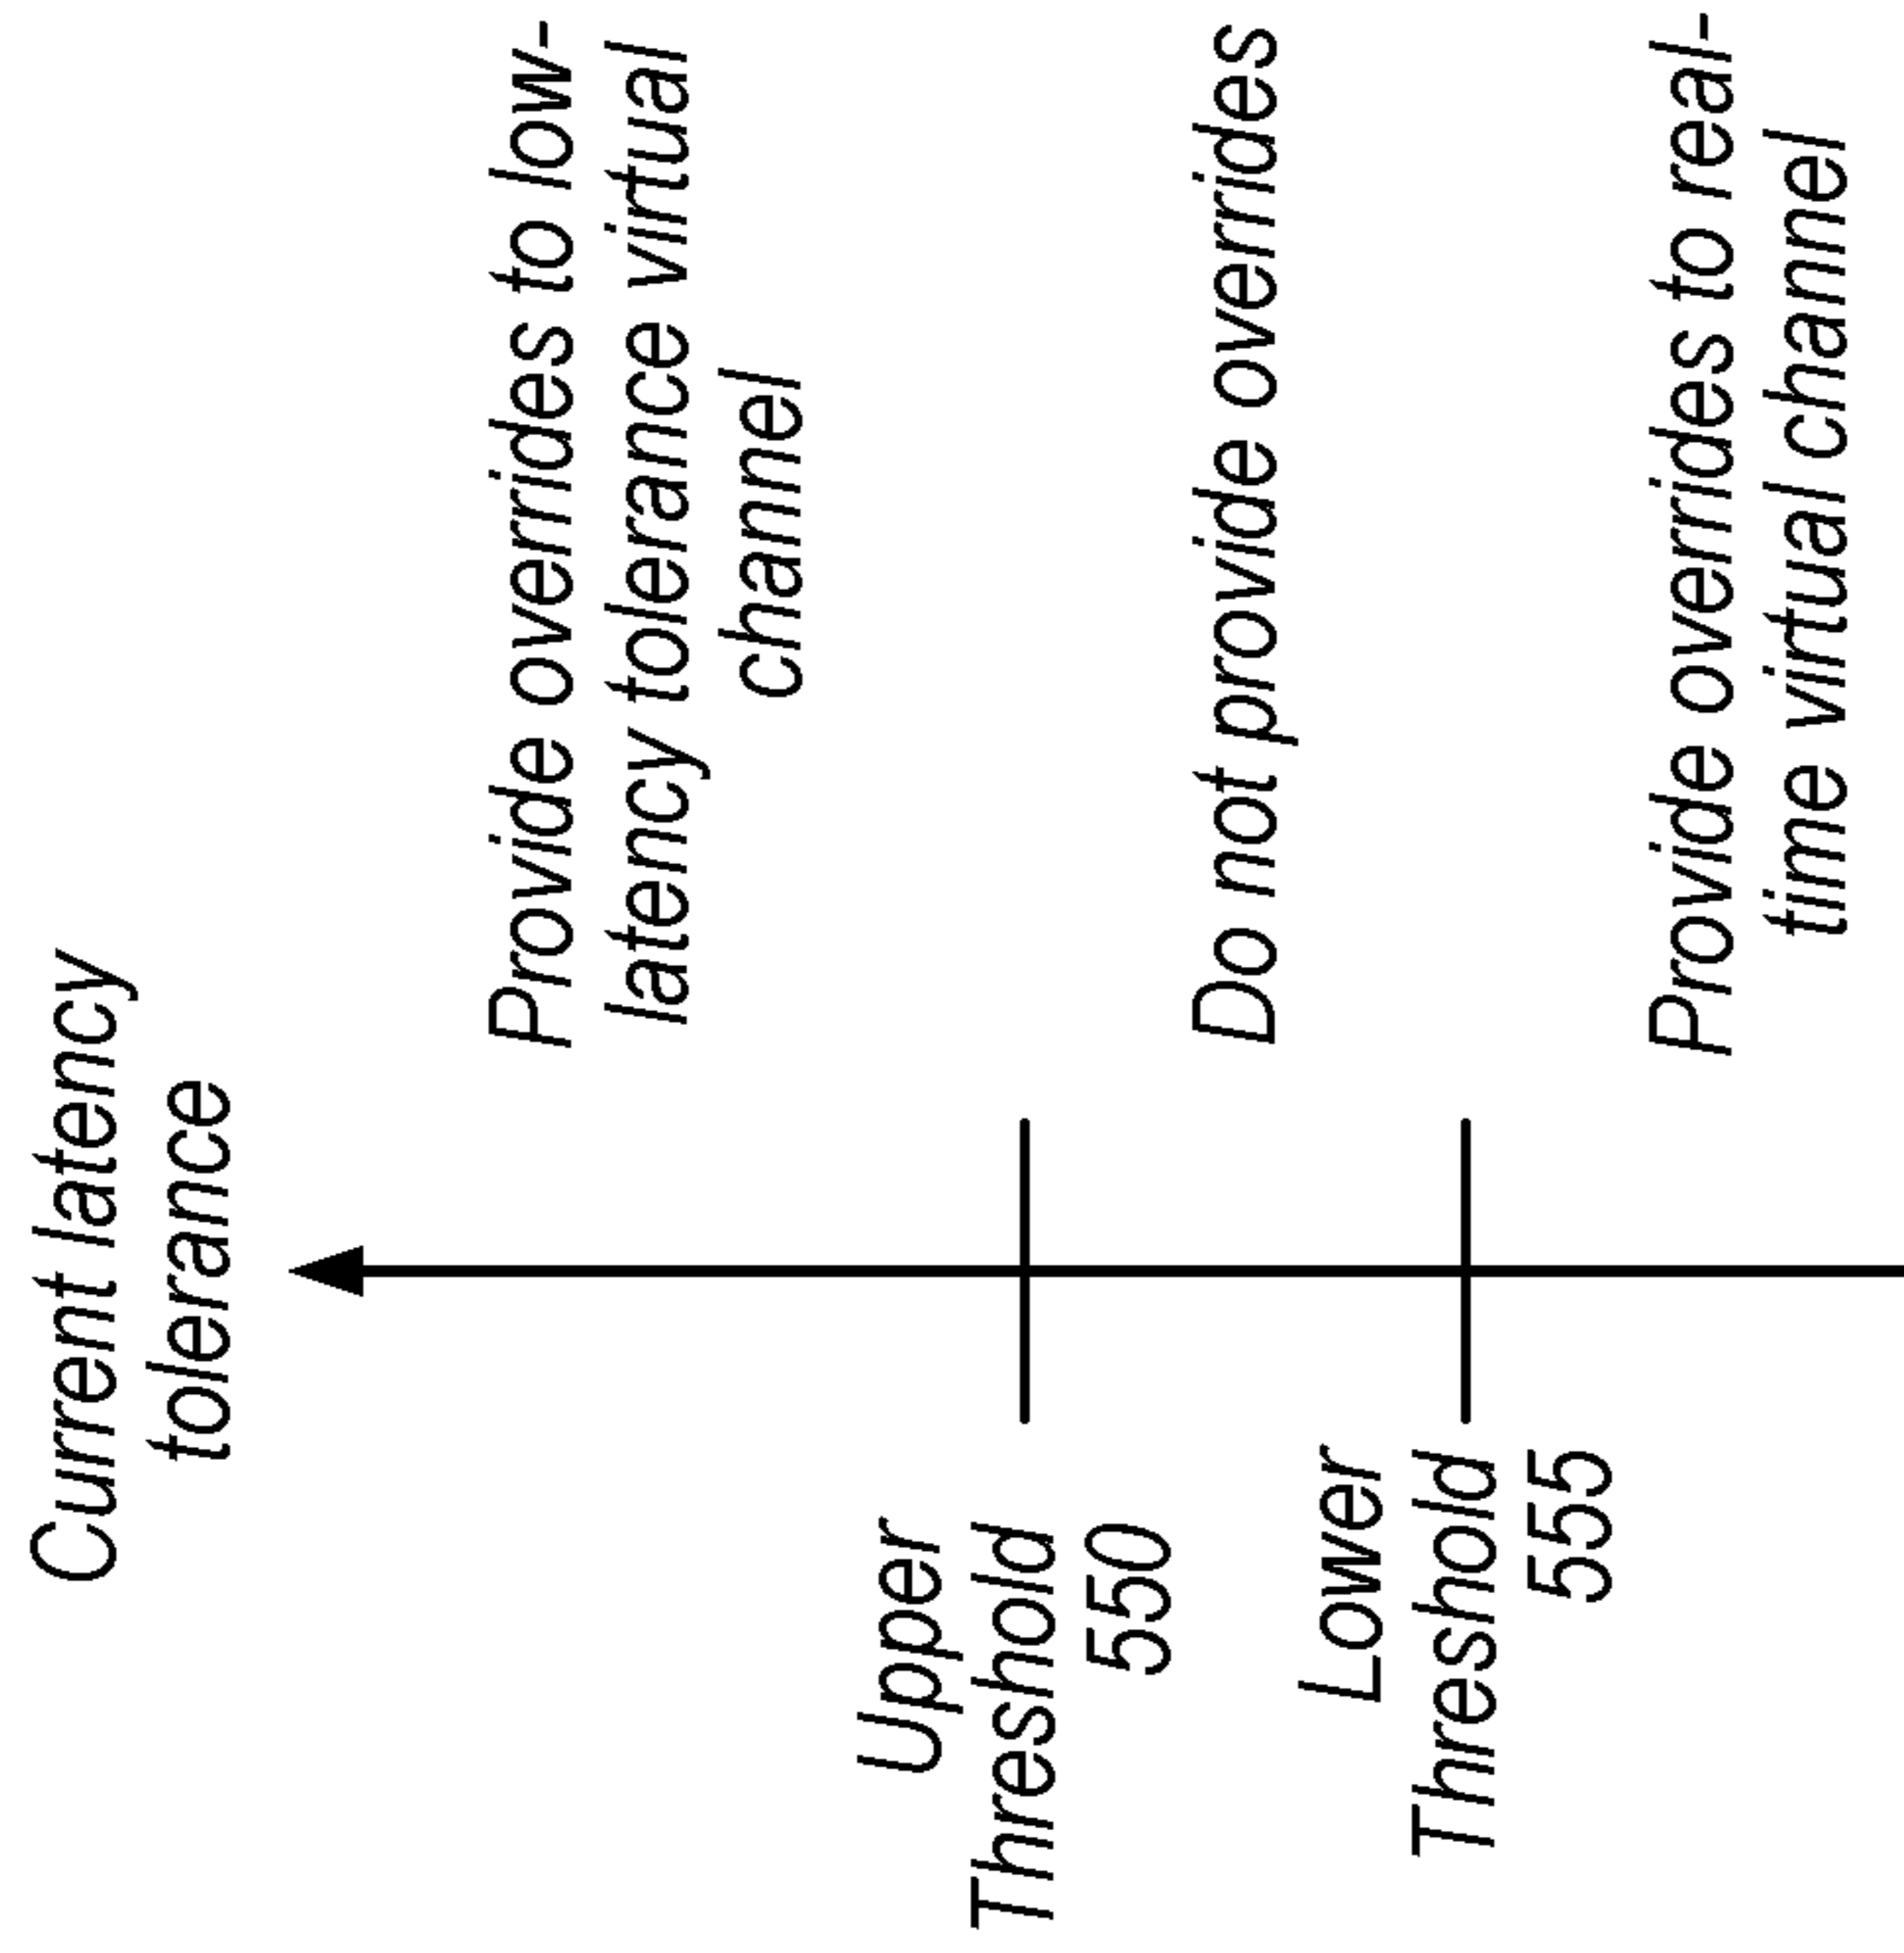 Current latency
tolerance
Provide overrides to low-
latency tolerance virtual
channel
Upper
Threshold
550
Do not provide overrides
Lower
Threshold
555
Provide overrides to real-
time virtual channel